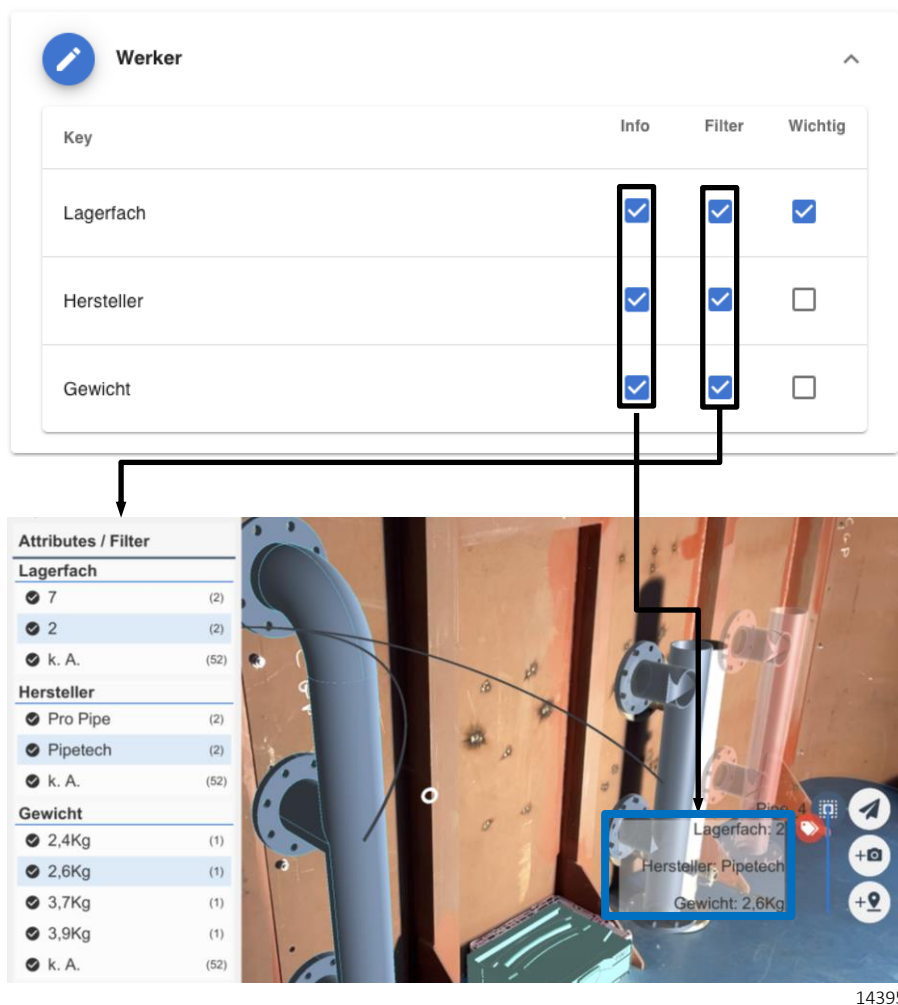 Werker
Key Info Filter Wichtig
Lagerfach
Hersteller
Gewicht
Attributes / Filter
Lagerfach
7 (2)
2 (2)
k. A. (52)
Hersteller
Pro Pipe (2)
Pipetech (2)
k. A. (52)
Gewicht
2,4Kg (1)
2,6Kg (1)
3,7Kg (1)
3,9Kg (1)
k. A. (52)
Pipe_4
Lagerfach: 2
Hersteller: Pipetech
Gewicht: 2,6Kg
14395